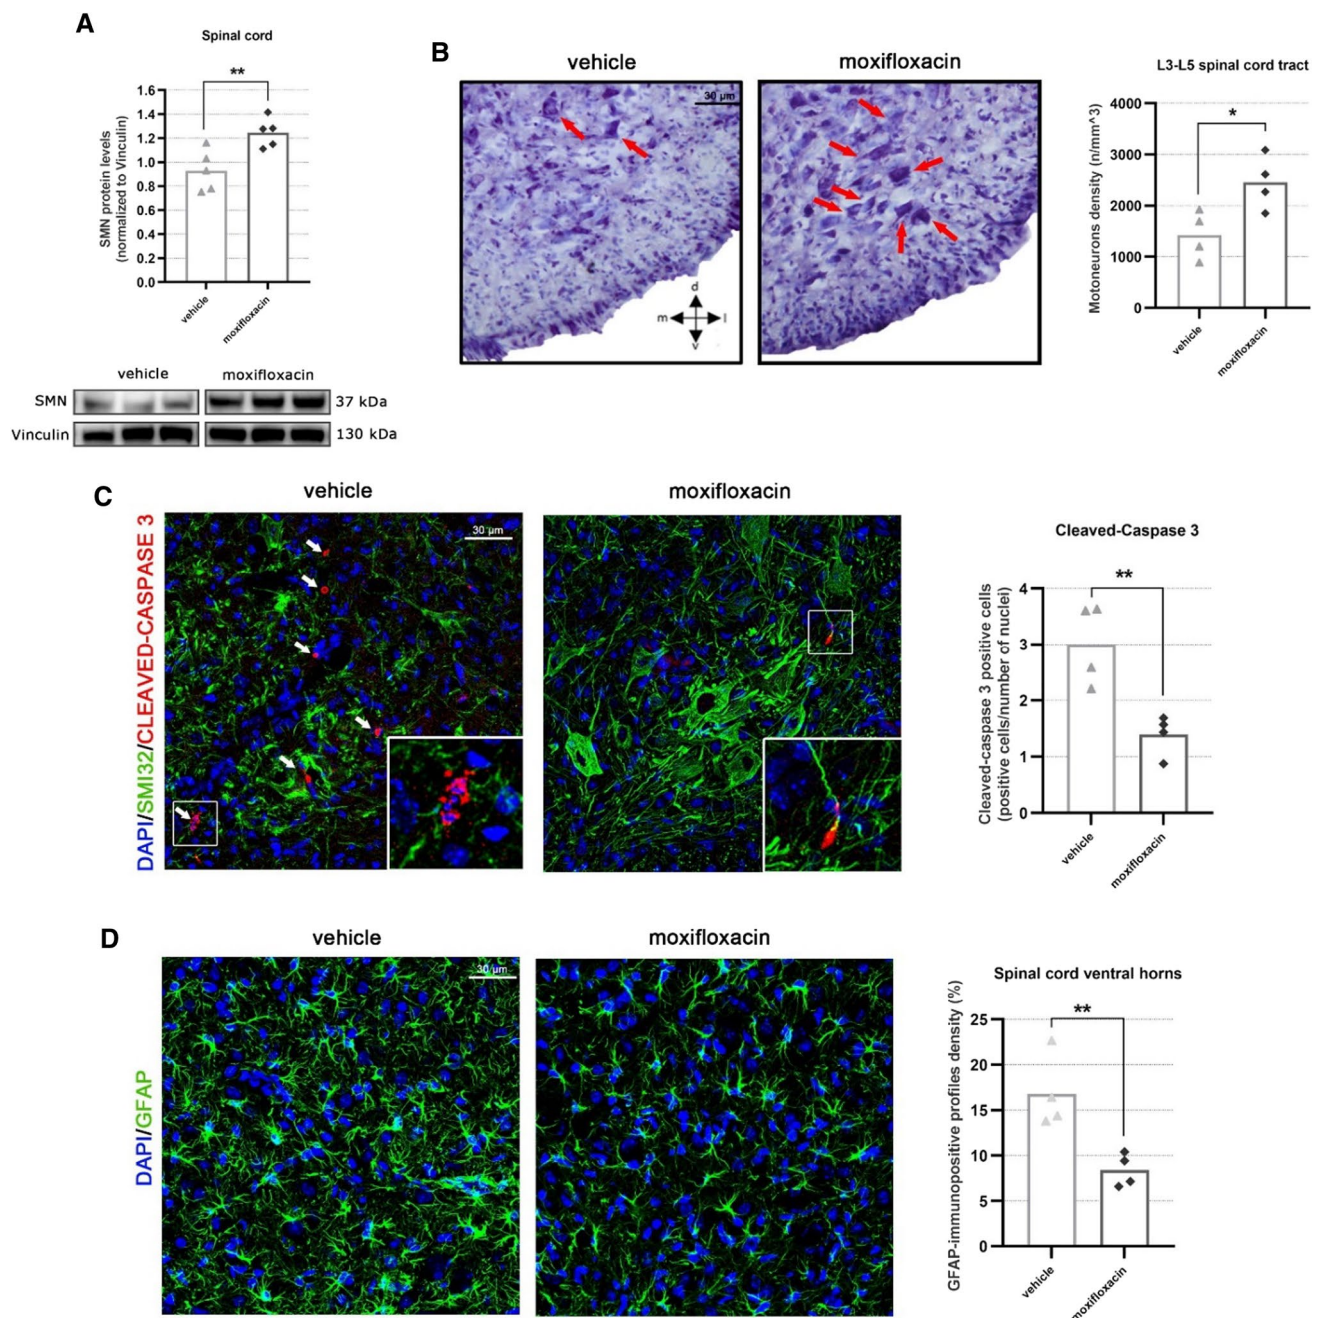 A
Spinal cord
**
SMN protein levels
(normalized to Vinculin)
1.6
1.4
1.2
1.0
0.8
0.6
0.4
0.2
0.0
vehicle
moxifloxacin
vehicle
moxifloxacin
SMN
37 kDa
Vinculin
130 kDa
B
vehicle
moxifloxacin
30 µm
d
m
l
v
L3-L5 spinal cord tract
*
Motoneurons density (n/mm^3)
4000
3000
2000
1000
0
vehicle
moxifloxacin
C
vehicle
moxifloxacin
DAPI/SMI32/CLEAVED-CASPASE 3
30 µm
Cleaved-Caspase 3
**
Cleaved-caspase 3 positive cells
(positive cells/number of nuclei)
4
3
2
1
0
vehicle
moxifloxacin
D
vehicle
moxifloxacin
DAPI/GFAP
30 µm
Spinal cord ventral horns
**
GFAP-immunopositive profiles density (%)
25
20
15
10
5
0
vehicle
moxifloxacin